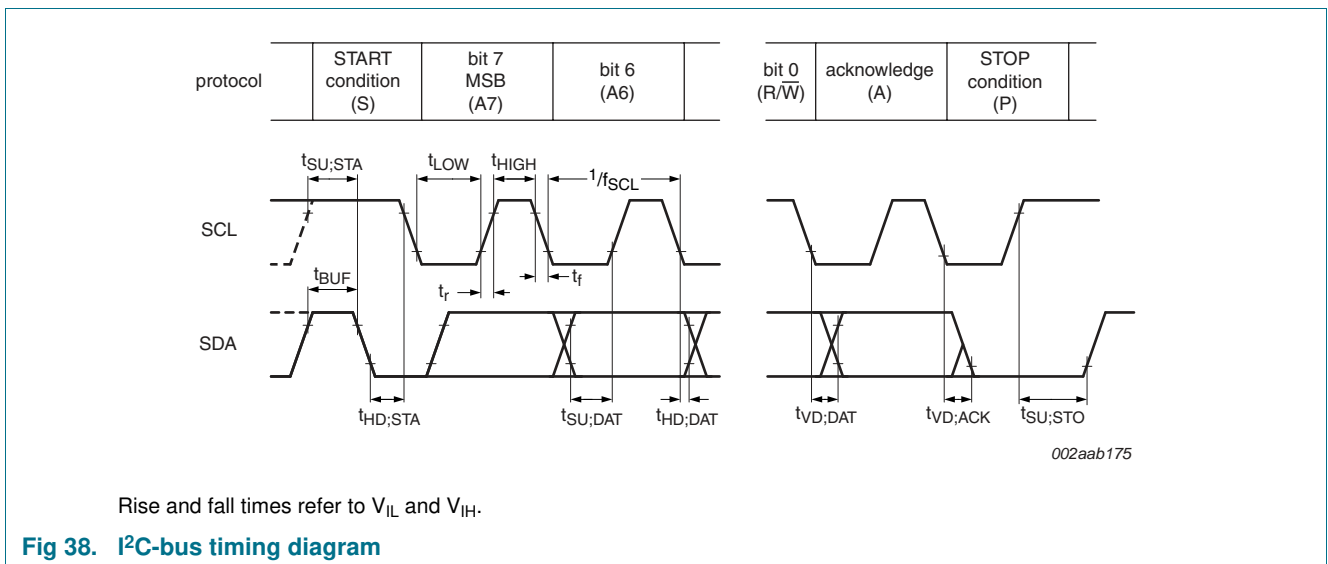 protocol
START
condition
(S)
bit 7
MSB
(A7)
bit 6
(A6)
bit 0
(R/W̅)
acknowledge
(A)
STOP
condition
(P)
tSU;STA
tLOW
tHIGH
1/fSCL
SCL
tBUF
tr
tf
SDA
tHD;STA
tSU;DAT
tHD;DAT
tVD;DAT
tVD;ACK
tSU;STO
002aab175
Rise and fall times refer to VIL and VIH.
Fig 38. I²C-bus timing diagram